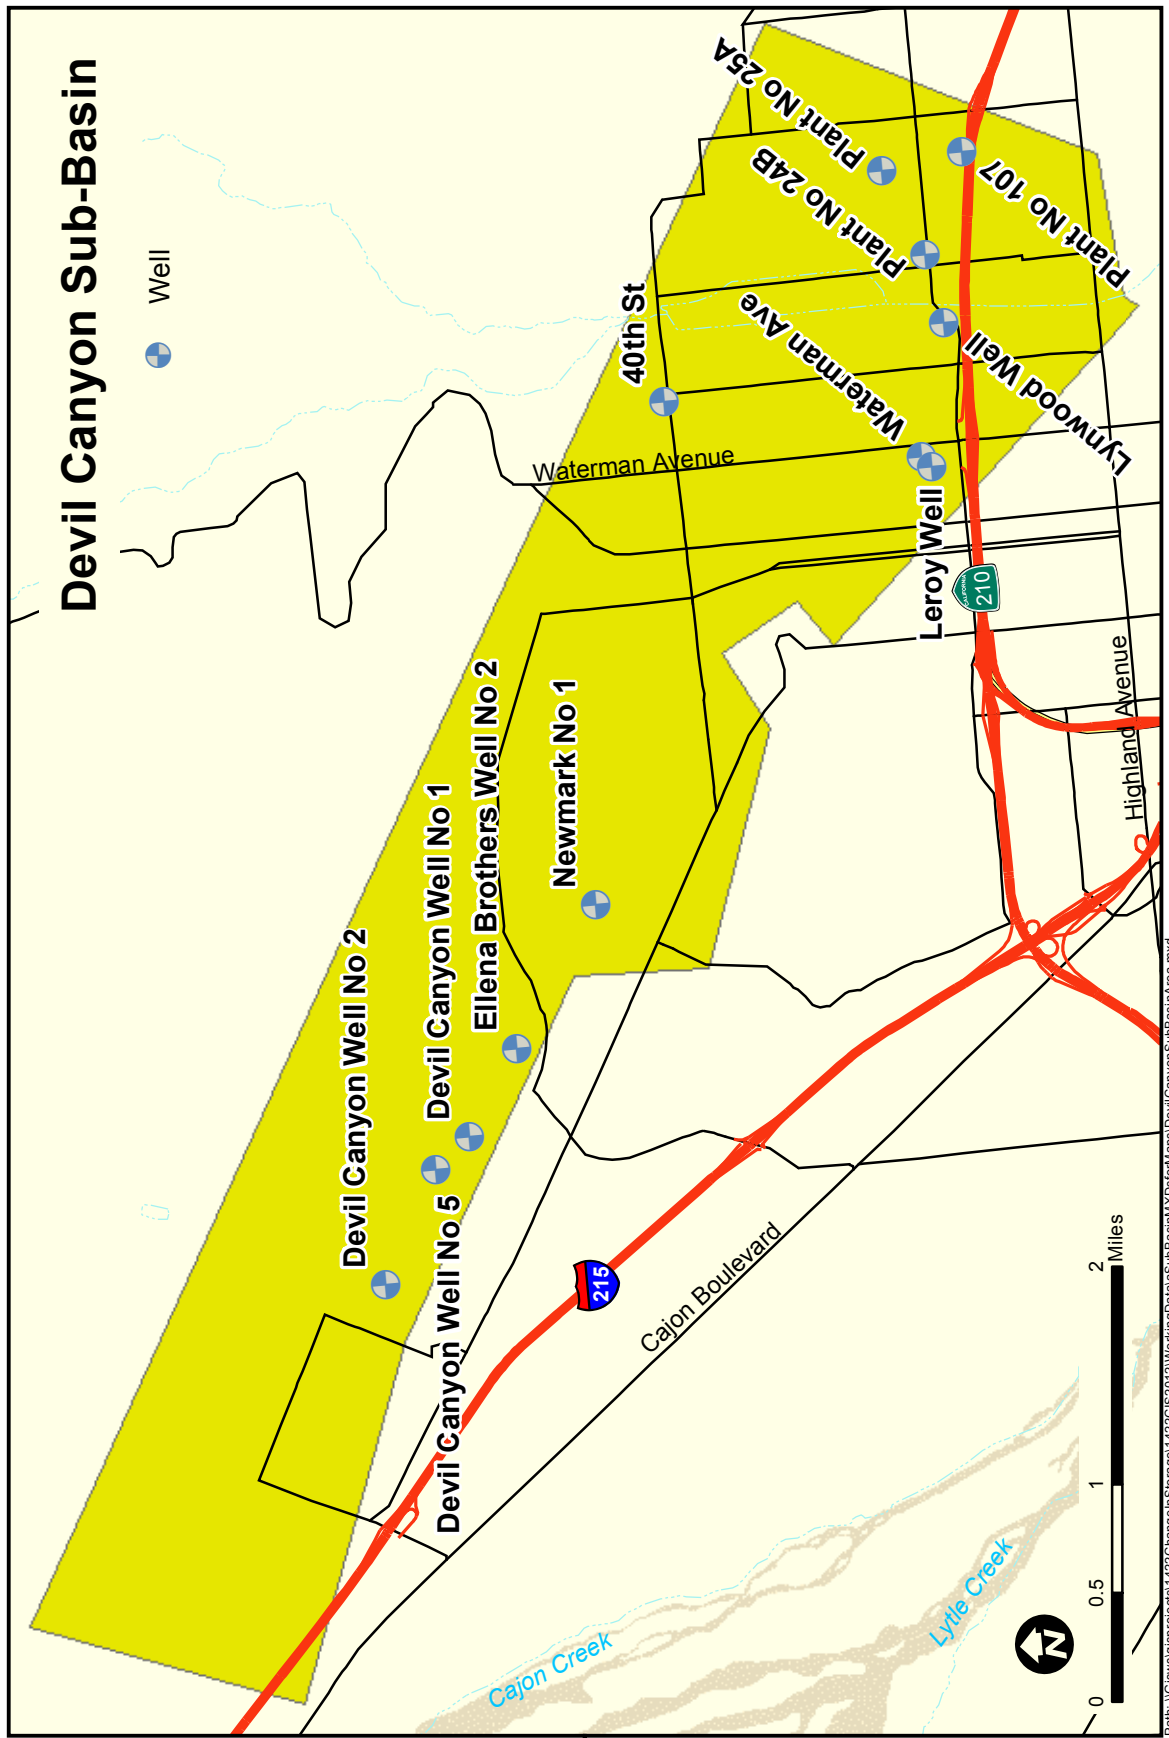 Devil Canyon Sub-Basin
Well
Devil Canyon Well No 2
Devil Canyon Well No 1
Devil Canyon Well No 5
Ellena Brothers Well No 2
Newmark No 1
40th St
Waterman Avenue
Waterman Ave
Leroy Well
Lynwood Well
Plant No 24B
Plant No 25A
Plant No 107
CALIFORNIA
210
215
Cajon Boulevard
Highland Avenue
Cajon Creek
Lytle Creek
N
0 0.5 1 2
Miles